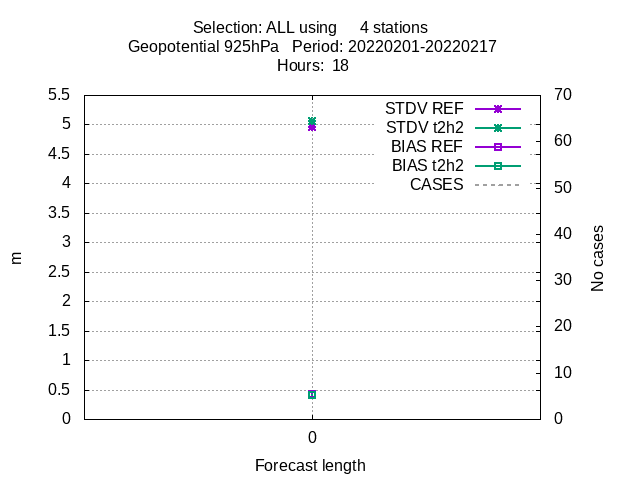 Selection: ALL using     4 stations
Geopotential 925hPa   Period: 20220201-20220217
Hours:  18
5.5
5
4.5
4
3.5
3
2.5
2
1.5
1
0.5
0
m
70
60
50
40
30
20
10
0
No cases
STDV REF
STDV t2h2
BIAS REF
BIAS t2h2
CASES
0
Forecast length